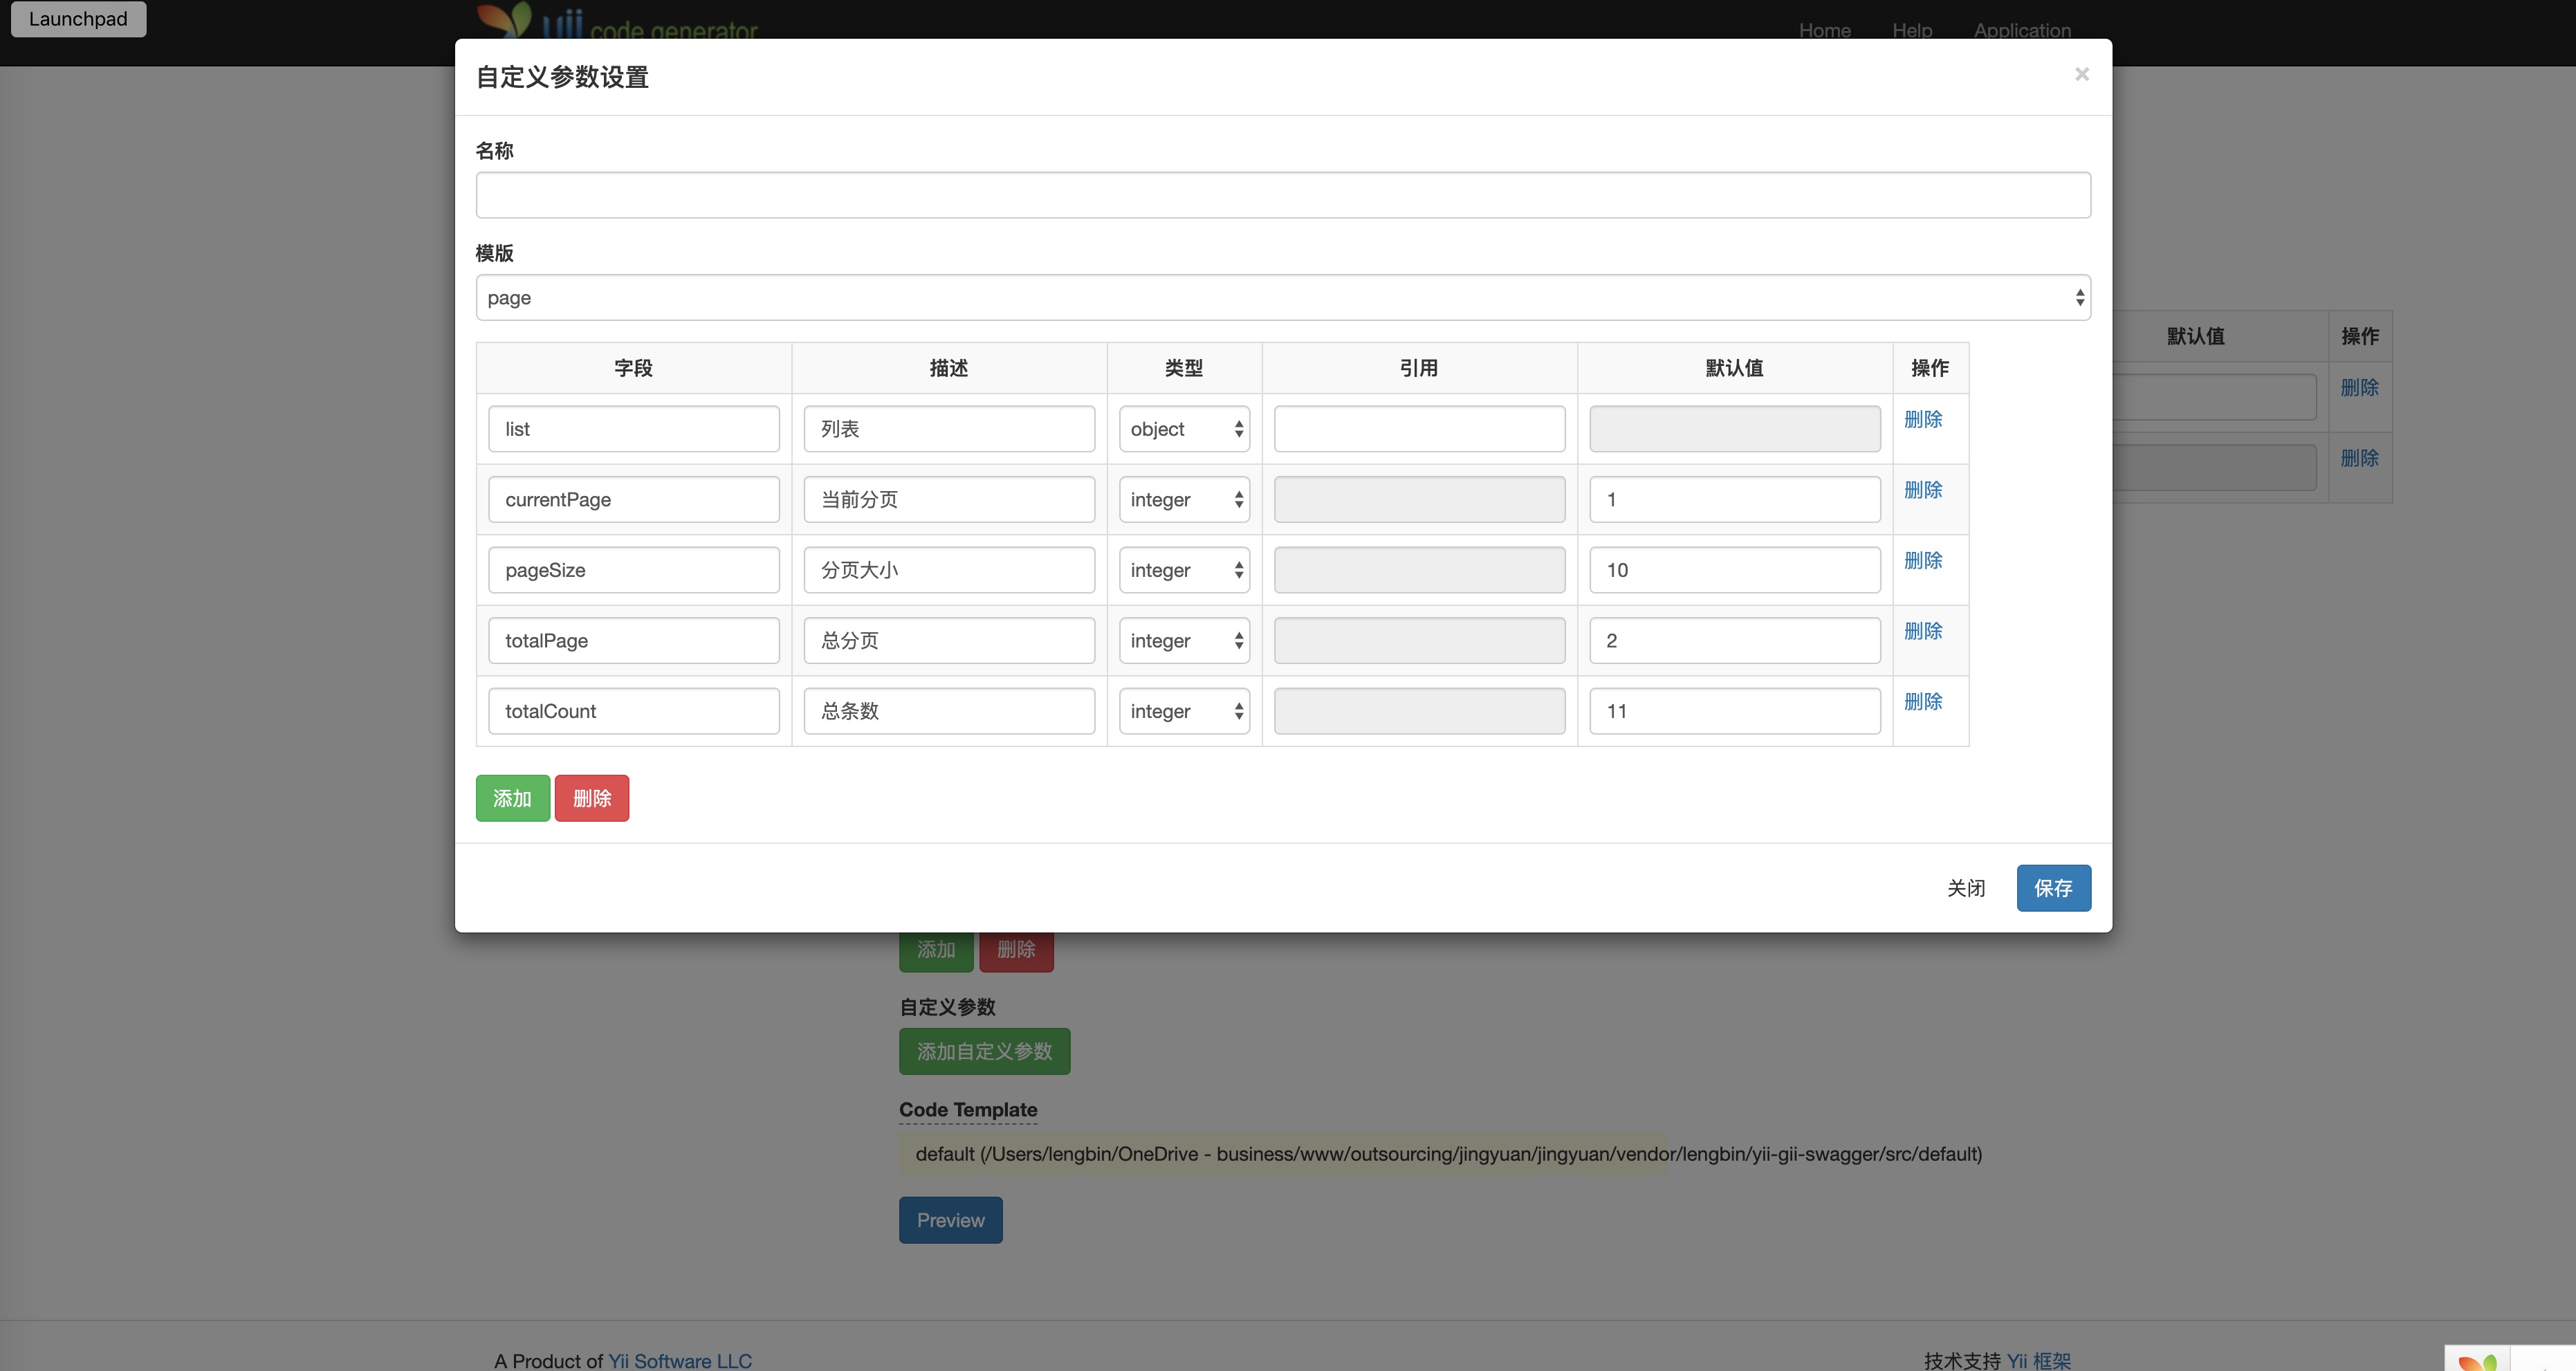 Launchpad
yii code generator
Home Help Application
自定义参数设置
×
名称
模版
page
字段 描述 类型 引用 默认值 操作
默认值 操作
list 列表 object 删除
删除
currentPage 当前分页 integer 1 删除
删除
pageSize 分页大小 integer 10 删除
totalPage 总分页 integer 2 删除
totalCount 总条数 integer 11 删除
添加 删除
关闭 保存
添加 删除
自定义参数
添加自定义参数
Code Template
default (/Users/lengbin/OneDrive - business/www/outsourcing/jingyuan/jingyuan/vendor/lengbin/yii-gii-swagger/src/default)
Preview
A Product of Yii Software LLC
技术支持 Yii 框架